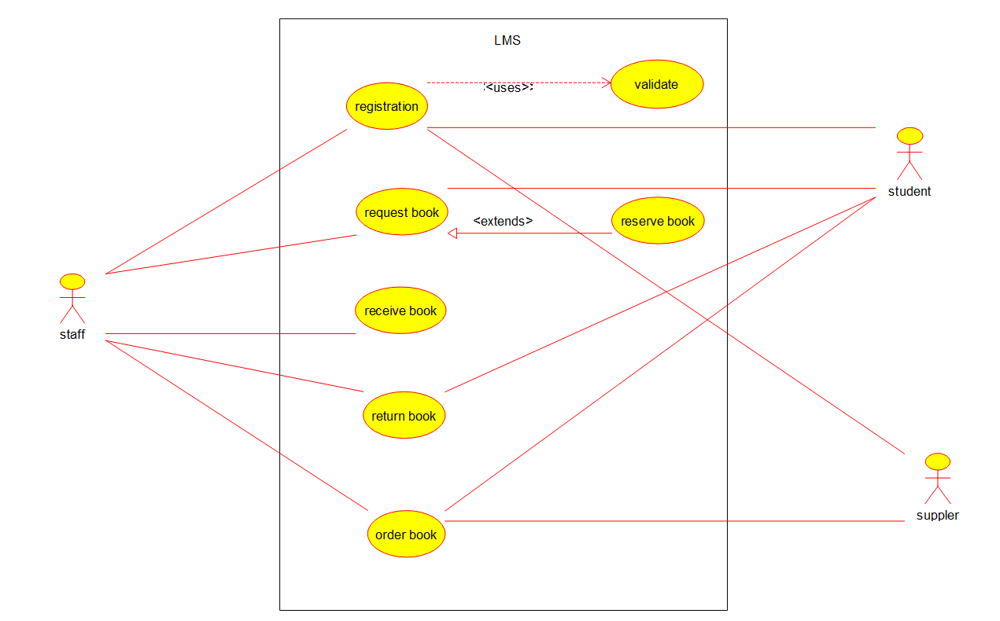 LMS
validate
<uses>
registration
student
request book
<extends>
reserve book
receive book
staff
return book
suppler
order book